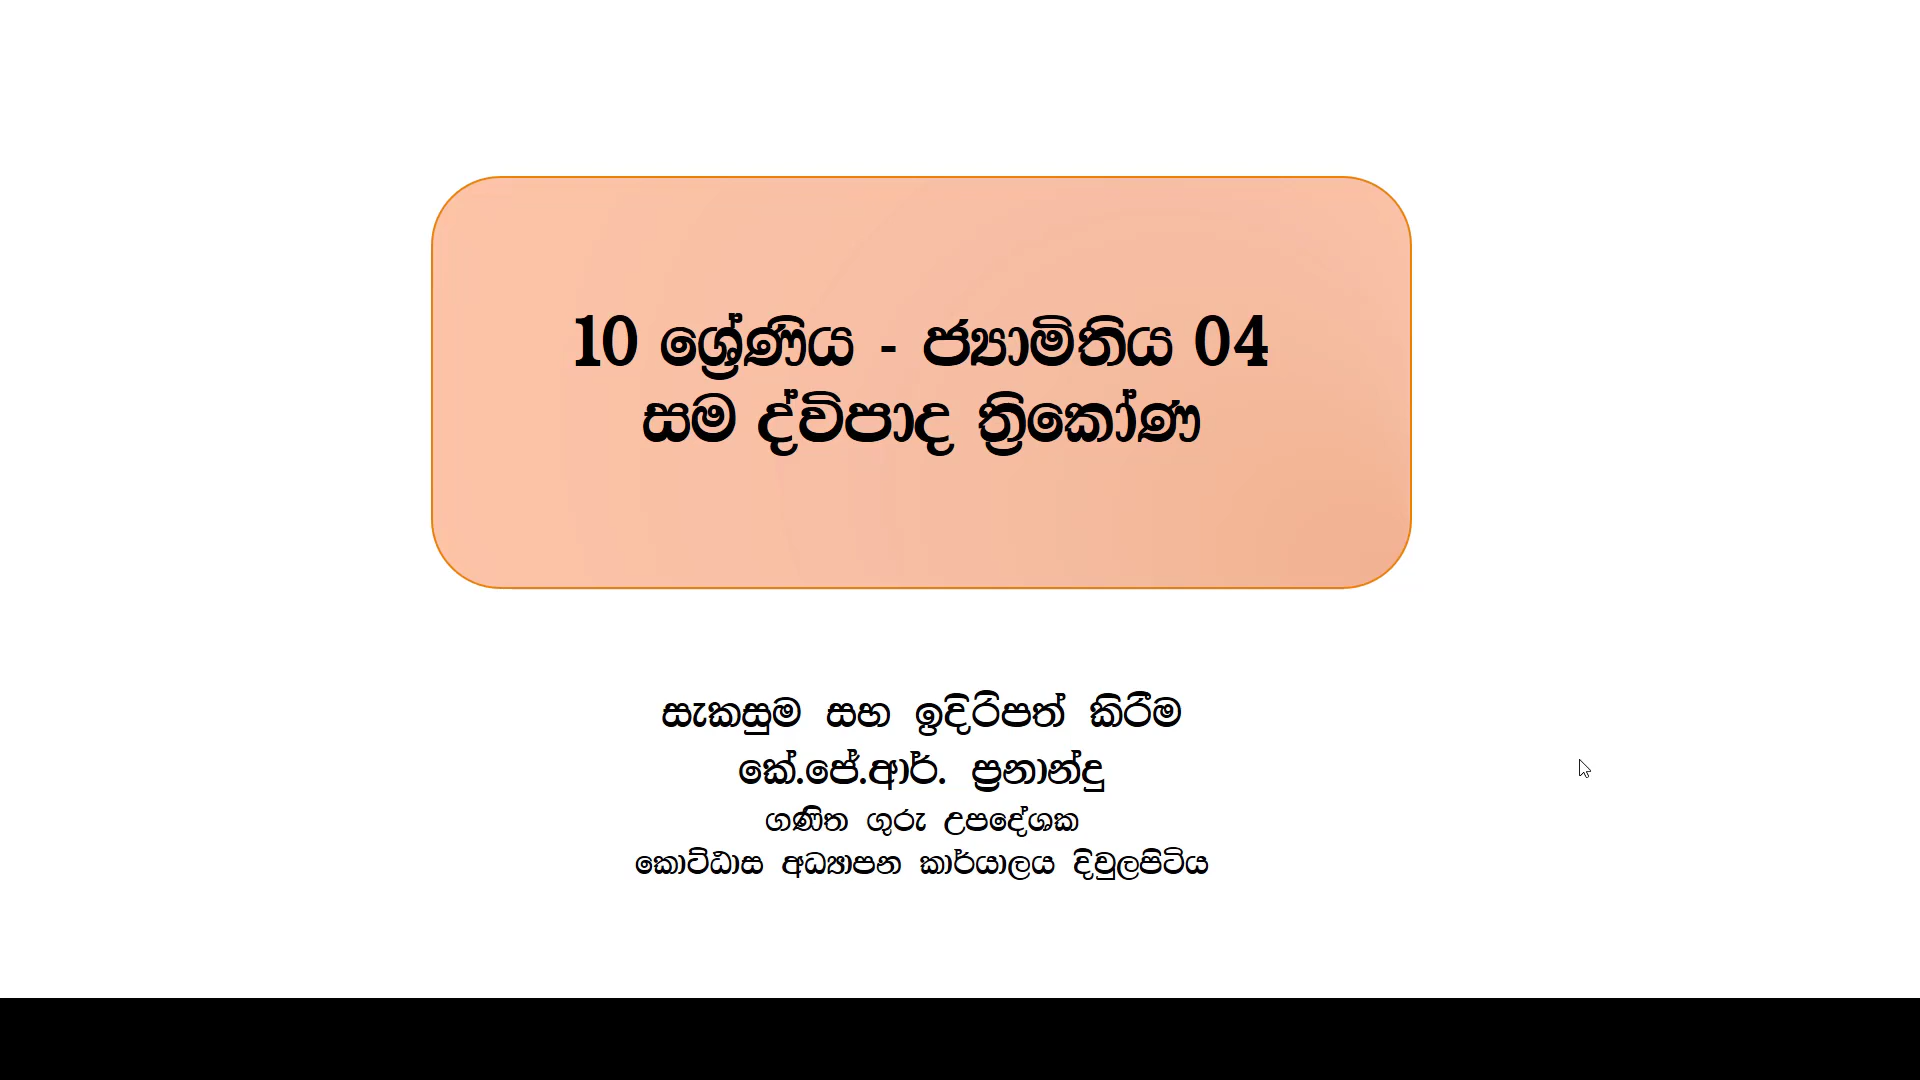 10 ශ්‍රේණිය - ජ්‍යාමිතිය 04
සම ද්විපාද ත්‍රිකෝණ
සැකසුම සහ ඉදිරිපත් කිරීම
කේ.ජේ.ආර්. ප්‍රනාන්දු
ගණිත ගුරු උපදේශක
කොට්ඨාස අධ්‍යාපන කාර්යාලය දිවුලපිටිය